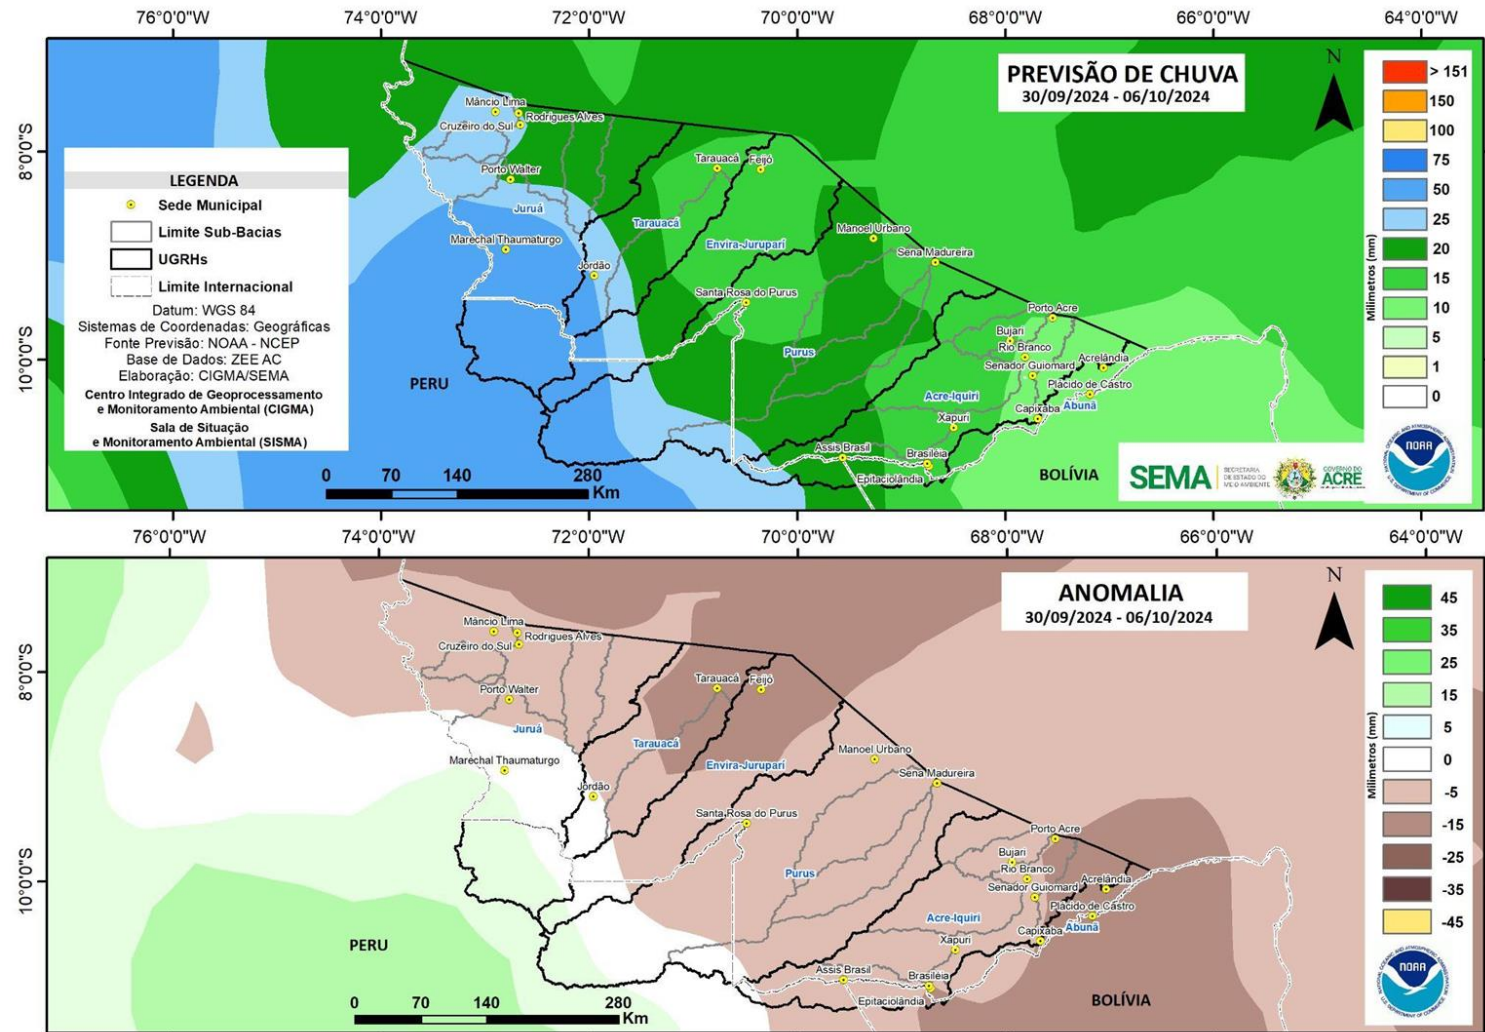 76°0'0"W
74°0'0"W
72°0'0"W
70°0'0"W
68°0'0"W
66°0'0"W
64°0'0"W
8°0'0"S
10°0'0"S
PREVISÃO DE CHUVA
30/09/2024 - 06/10/2024
N
> 151
150
100
75
50
25
20
15
10
5
1
0
Milimetros (mm)
LEGENDA
Sede Municipal
Limite Sub-Bacias
UGRHs
Limite Internacional
Datum: WGS 84
Sistemas de Coordenadas: Geográficas
Fonte Previsão: NOAA - NCEP
Base de Dados: ZEE AC
Elaboração: CIGMA/SEMA
Centro Integrado de Geoprocessamento
e Monitoramento Ambiental (CIGMA)
Sala de Situação
e Monitoramento Ambiental (SISMA)
Mâncio Lima
Rodrigues Alves
Cruzeiro do Sul
Porto Walter
Juruá
Marechal Thaumaturgo
Jordão
Tarauacá
Feijó
Tarauacá
Envira-Jurupari
Manoel Urbano
Sena Madureira
Santa Rosa do Purus
Purus
Porto Acre
Bujari
Rio Branco
Senador Guiomard
Acrelândia
Plácido de Castro
Abunã
Acre-Iquiri
Capixaba
Xapuri
Assis Brasil
Brasiléia
Epitaciolândia
PERU
BOLÍVIA
0 70 140 280
Km
SEMA
SECRETARIA
DE ESTADO DO
MEIO AMBIENTE
GOVERNO DO
ACRE
NOAA
76°0'0"W
74°0'0"W
72°0'0"W
70°0'0"W
68°0'0"W
66°0'0"W
64°0'0"W
8°0'0"S
10°0'0"S
ANOMALIA
30/09/2024 - 06/10/2024
N
45
35
25
15
5
0
-5
-15
-25
-35
-45
Milimetros (mm)
Mâncio Lima
Rodrigues Alves
Cruzeiro do Sul
Porto Walter
Juruá
Marechal Thaumaturgo
Jordão
Tarauacá
Feijó
Tarauacá
Envira-Jurupari
Manoel Urbano
Sena Madureira
Santa Rosa do Purus
Purus
Porto Acre
Bujari
Rio Branco
Senador Guiomard
Acrelândia
Plácido de Castro
Abunã
Acre-Iquiri
Capixaba
Xapuri
Assis Brasil
Brasiléia
Epitaciolândia
PERU
BOLÍVIA
0 70 140 280
Km
NOAA